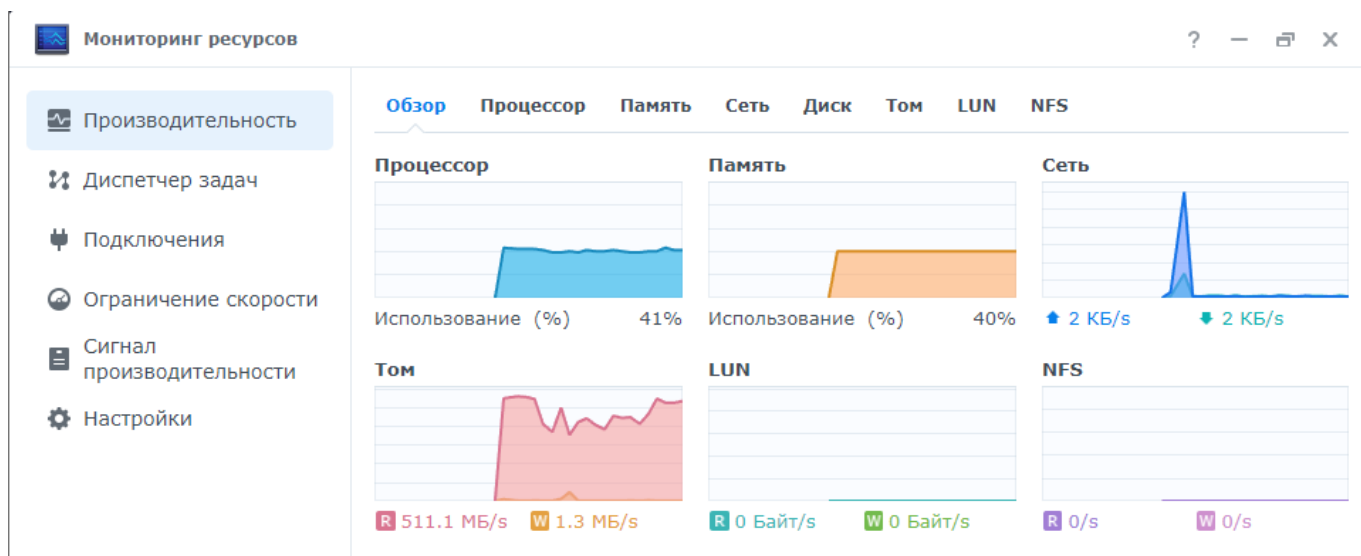 Мониторинг ресурсов
?
Производительность
Диспетчер задач
Подключения
Ограничение скорости
Сигнал
производительности
Настройки
Обзор Процессор Память Сеть Диск Том LUN NFS
Процессор Память Сеть
Использование (%) 41% Использование (%) 40% 2 КБ/s 2 КБ/s
Том LUN NFS
R 511.1 МБ/s W 1.3 МБ/s R 0 Байт/s W 0 Байт/s R 0/s W 0/s